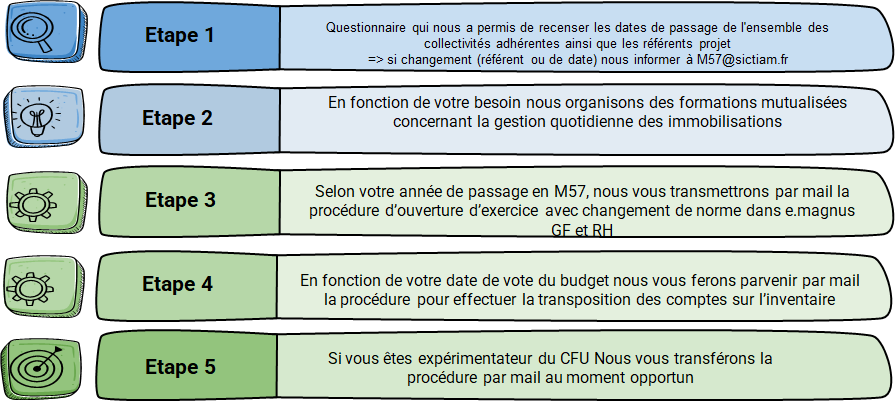 Etape 1
Questionnaire qui nous a permis de recenser les dates de passage de l'ensemble des
collectivités adhérentes ainsi que les référents projet
=> si changement (référent ou de date) nous informer à M57@sictiam.fr
Etape 2
En fonction de votre besoin nous organisons des formations mutualisées
concernant la gestion quotidienne des immobilisations
Etape 3
Selon votre année de passage en M57, nous vous transmettrons par mail la
procédure d’ouverture d’exercice avec changement de norme dans e.magnus
GF et RH
Etape 4
En fonction de votre date de vote du budget nous vous ferons parvenir par mail
la procédure pour effectuer la transposition des comptes sur l’inventaire
Etape 5
Si vous êtes expérimentateur du CFU Nous vous transférons la
procédure par mail au moment opportun